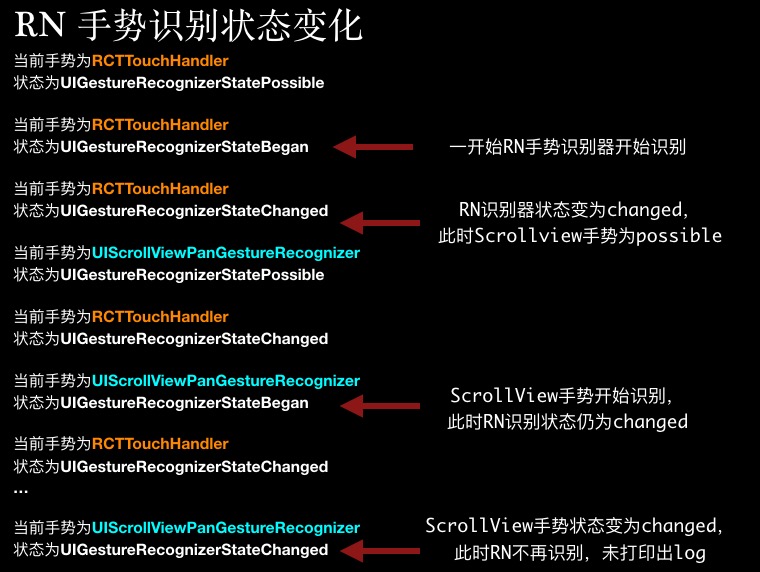 RN 手势识别状态变化
当前手势为RCTTouchHandler
状态为UIGestureRecognizerStatePossible
当前手势为RCTTouchHandler
状态为UIGestureRecognizerStateBegan
一开始RN手势识别器开始识别
当前手势为RCTTouchHandler
状态为UIGestureRecognizerStateChanged
RN识别器状态变为changed,
此时Scrollview手势为possible
当前手势为UIScrollViewPanGestureRecognizer
状态为UIGestureRecognizerStatePossible
当前手势为RCTTouchHandler
状态为UIGestureRecognizerStateChanged
当前手势为UIScrollViewPanGestureRecognizer
状态为UIGestureRecognizerStateBegan
ScrollView手势开始识别,
此时RN识别状态仍为changed
当前手势为RCTTouchHandler
状态为UIGestureRecognizerStateChanged
...
当前手势为UIScrollViewPanGestureRecognizer
状态为UIGestureRecognizerStateChanged
ScrollView手势状态变为changed,
此时RN不再识别，未打印出log